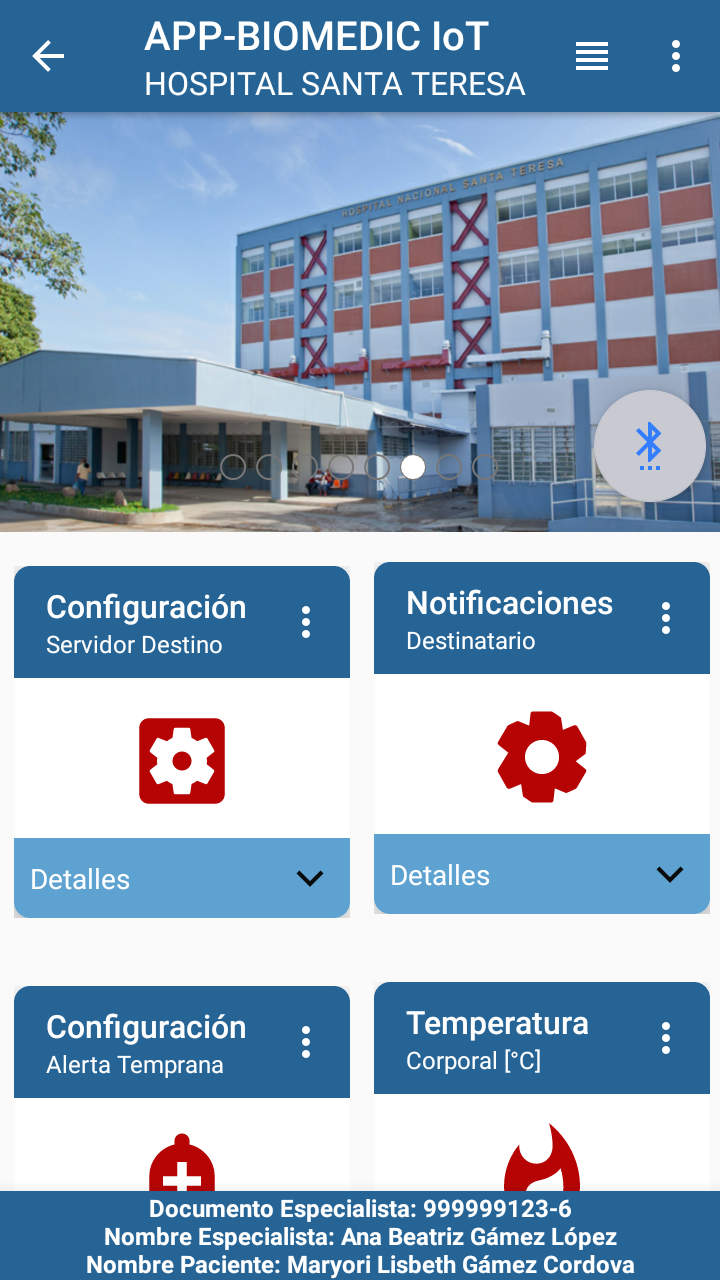 APP-BIOMEDIC IoT
HOSPITAL SANTA TERESA
HOSPITAL NACIONAL SANTA TERESA
Configuración
Servidor Destino
Detalles
Notificaciones
Destinatario
Detalles
Configuración
Alerta Temprana
Temperatura
Corporal [°C]
Documento Especialista: 999999123-6
Nombre Especialista: Ana Beatriz Gámez López
Nombre Paciente: Maryori Lisbeth Gámez Cordova